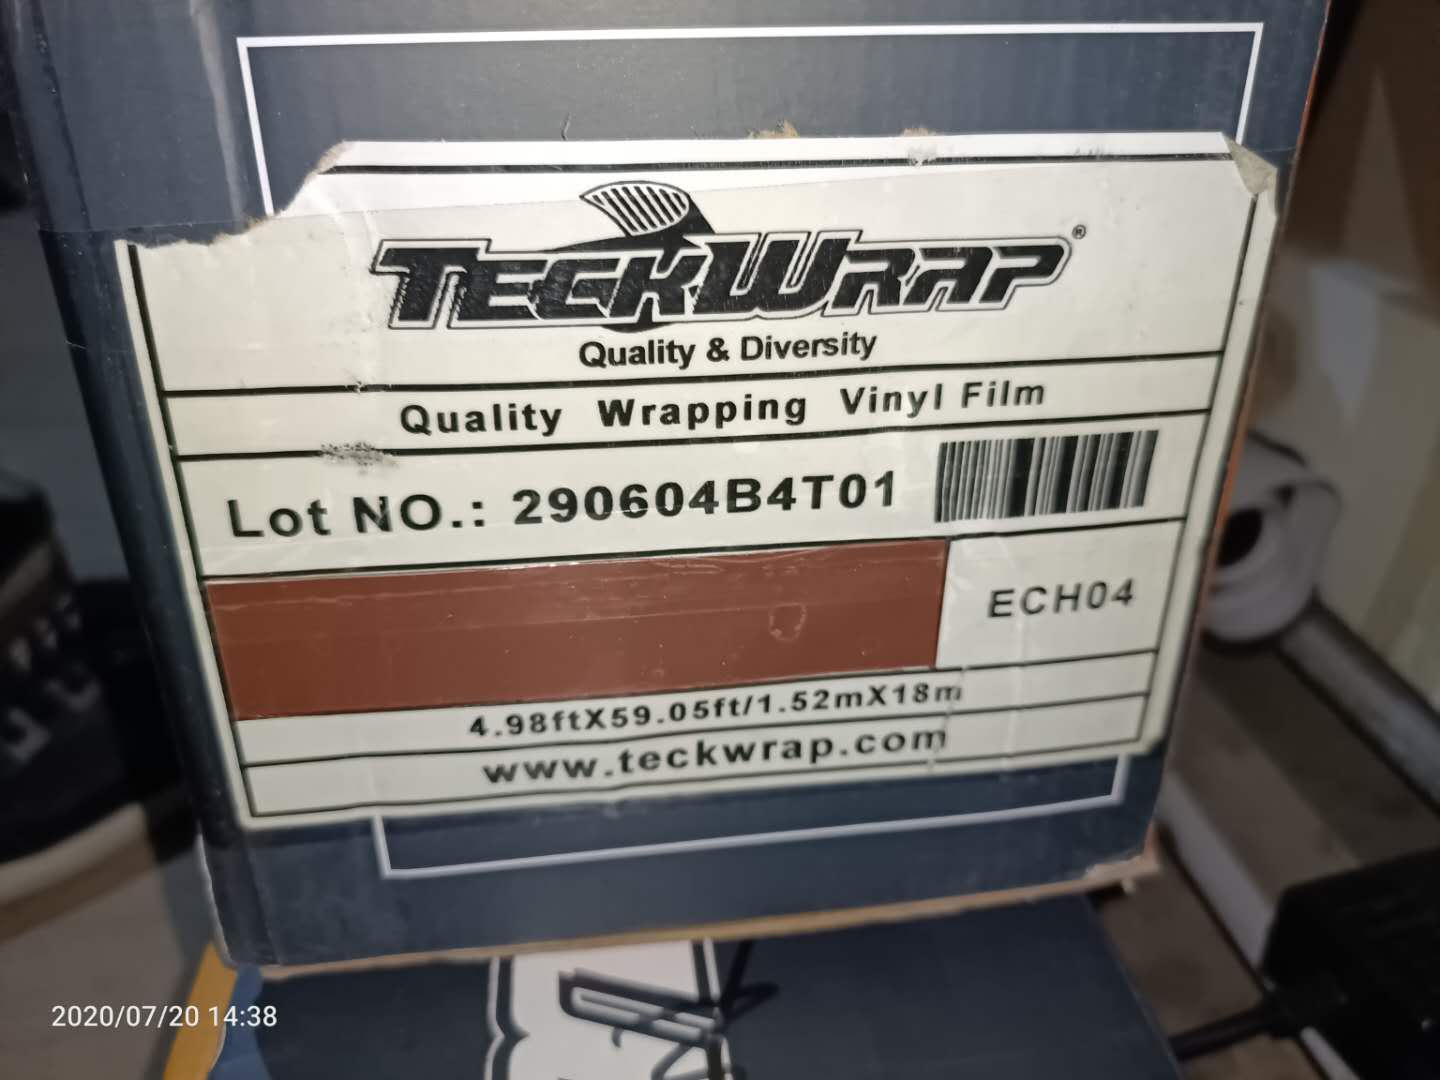 TECKWRAP®
Quality & Diversity
Quality Wrapping Vinyl Film
Lot NO.: 290604B4T01
ECH04
4.98ftX59.05ft/1.52mX18m
www.teckwrap.com
2020/07/20 14:38